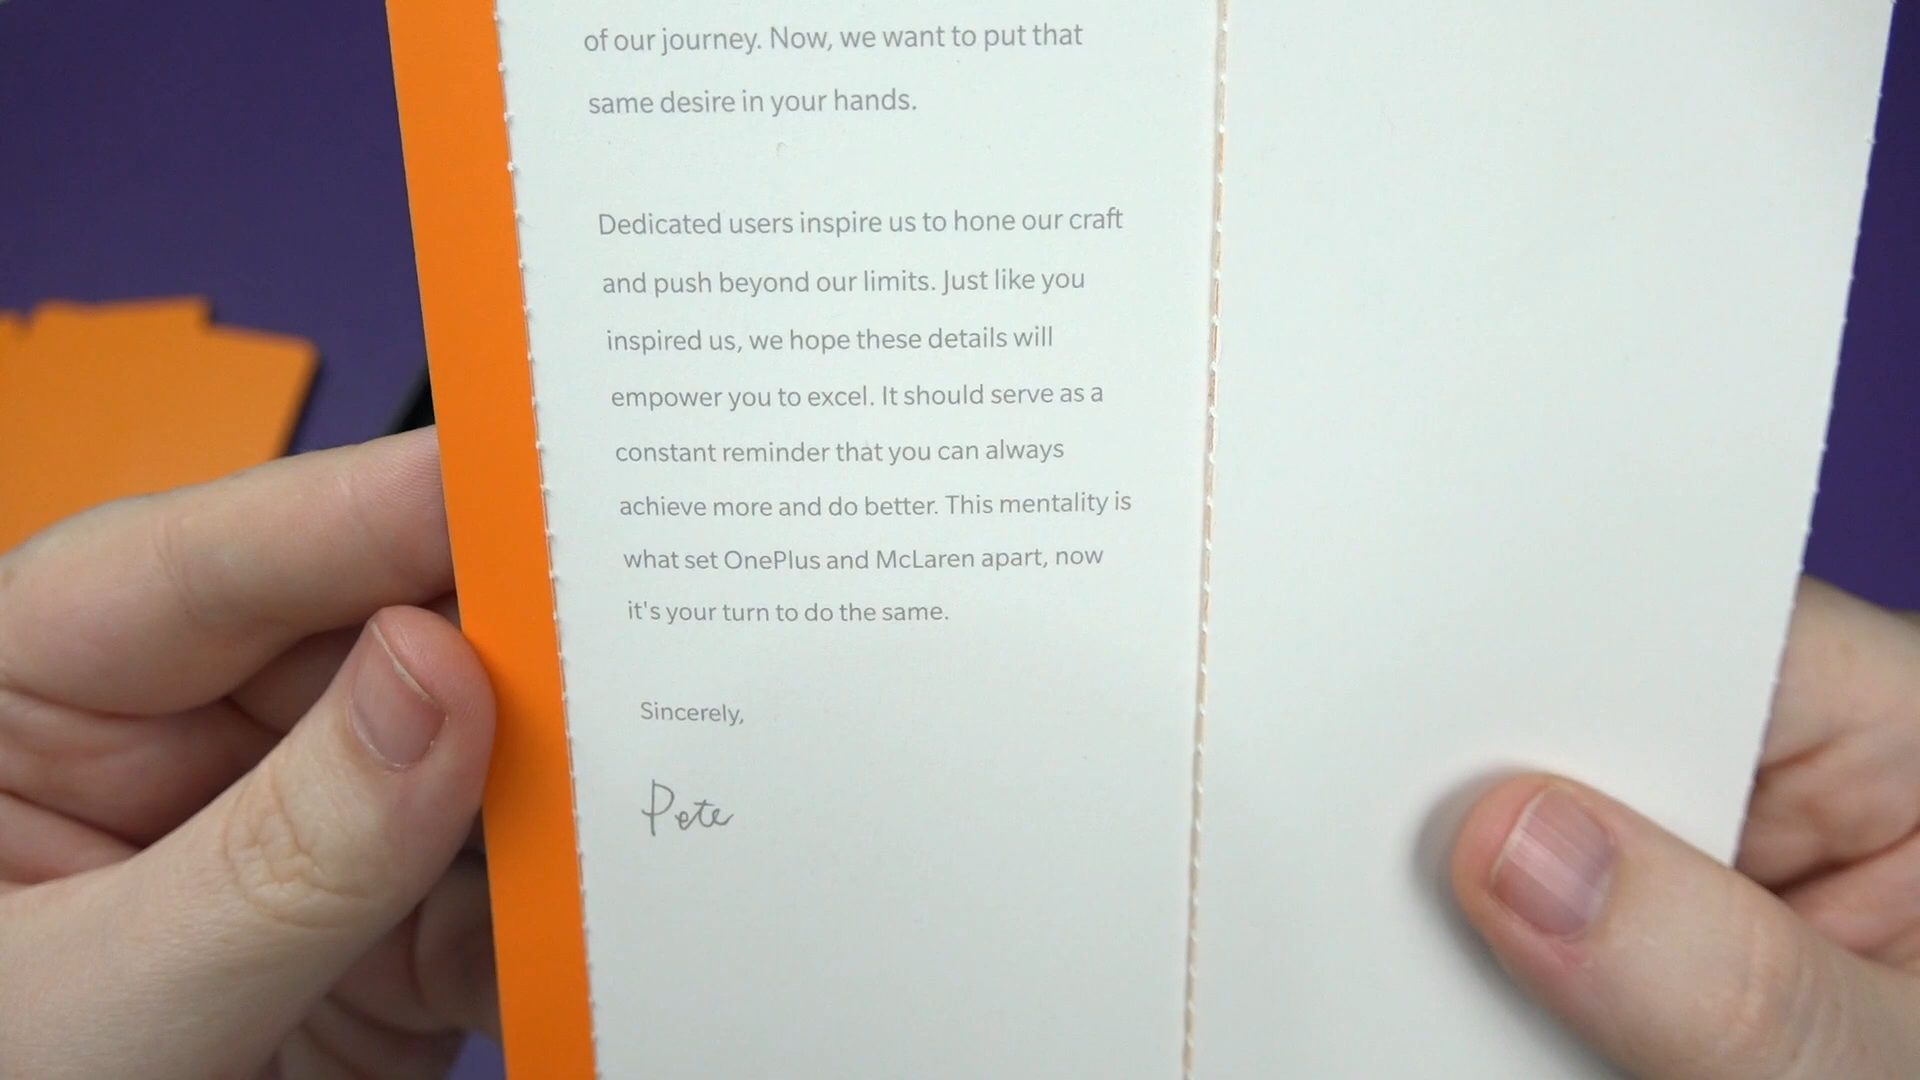 of our journey. Now, we want to put that
same desire in your hands.
Dedicated users inspire us to hone our craft
and push beyond our limits. Just like you
inspired us, we hope these details will
empower you to excel. It should serve as a
constant reminder that you can always
achieve more and do better. This mentality is
what set OnePlus and McLaren apart, now
it's your turn to do the same.
Sincerely,
Pete